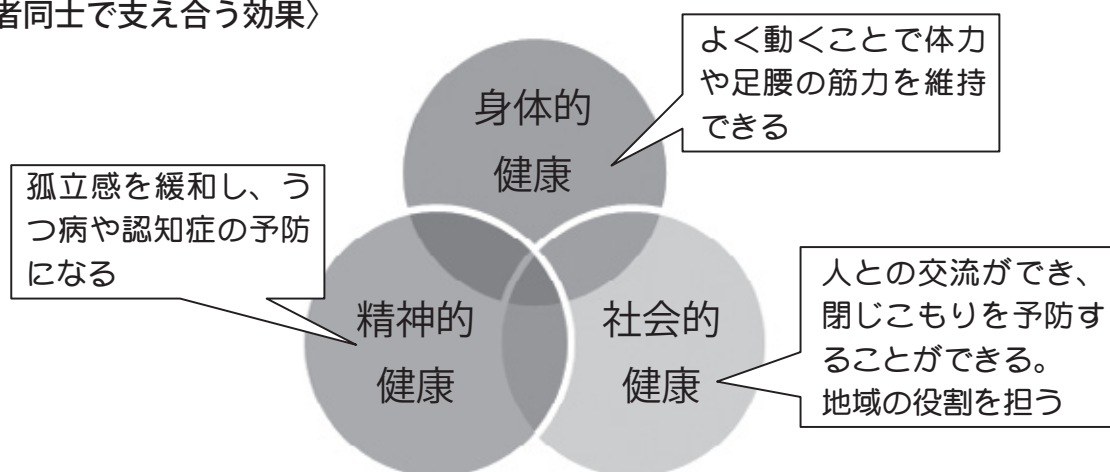 者同士で支え合う効果〉
よく動くことで体力
や足腰の筋力を維持
できる
身体的
健康
孤立感を緩和し、う
つ病や認知症の予防
になる
精神的
健康
社会的
健康
人との交流ができ、
閉じこもりを予防す
ることができる。
地域の役割を担う